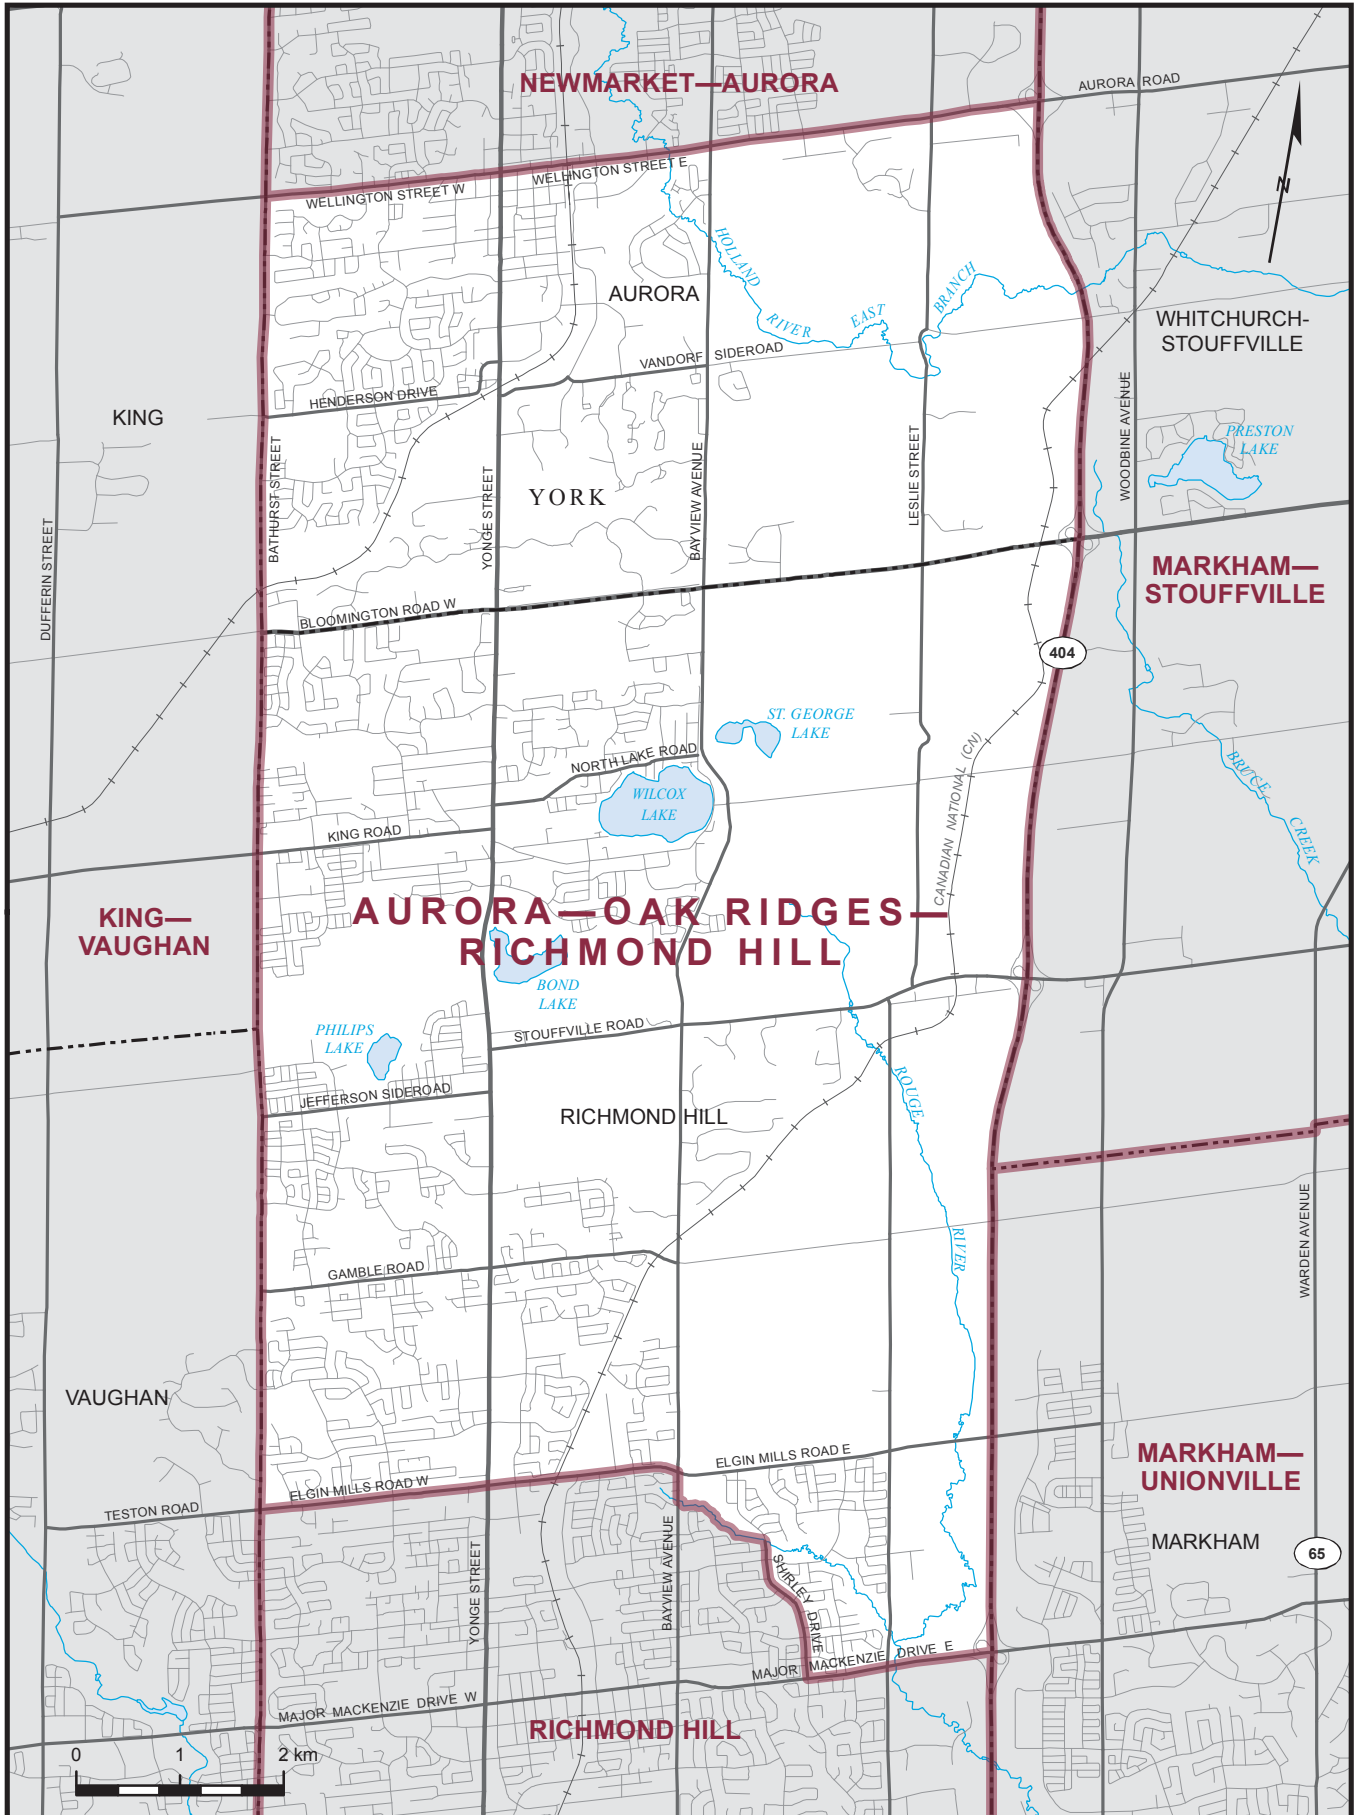 NEWMARKET—AURORA
AURORA ROAD
WELLINGTON STREET E
WELLINGTON STREET W
N
HOLLAND
RIVER
EAST
BRANCH
AURORA
WHITCHURCH-
STOUFFVILLE
VANDORF SIDEROAD
HENDERSON DRIVE
KING
WOODBINE AVENUE
PRESTON
LAKE
BATHURST STREET
YONGE STREET
BAYVIEW AVENUE
LESLIE STREET
YORK
DUFFERIN STREET
MARKHAM—
STOUFFVILLE
BLOOMINGTON ROAD W
404
ST. GEORGE
LAKE
NORTH LAKE ROAD
WILCOX
LAKE
CANADIAN NATIONAL (CN)
BRUCE
CREEK
KING ROAD
KING—
VAUGHAN
AURORA—OAK RIDGES—
RICHMOND HILL
BOND
LAKE
PHILIPS
LAKE
STOUFFVILLE ROAD
JEFFERSON SIDEROAD
ROUGE
RIVER
RICHMOND HILL
WARDEN AVENUE
GAMBLE ROAD
VAUGHAN
ELGIN MILLS ROAD E
MARKHAM—
UNIONVILLE
ELGIN MILLS ROAD W
TESTON ROAD
MARKHAM
65
YONGE STREET
BAYVIEW AVENUE
SHIRLEY DRIVE
MAJOR MACKENZIE DRIVE E
MAJOR MACKENZIE DRIVE W
RICHMOND HILL
0 1 2 km